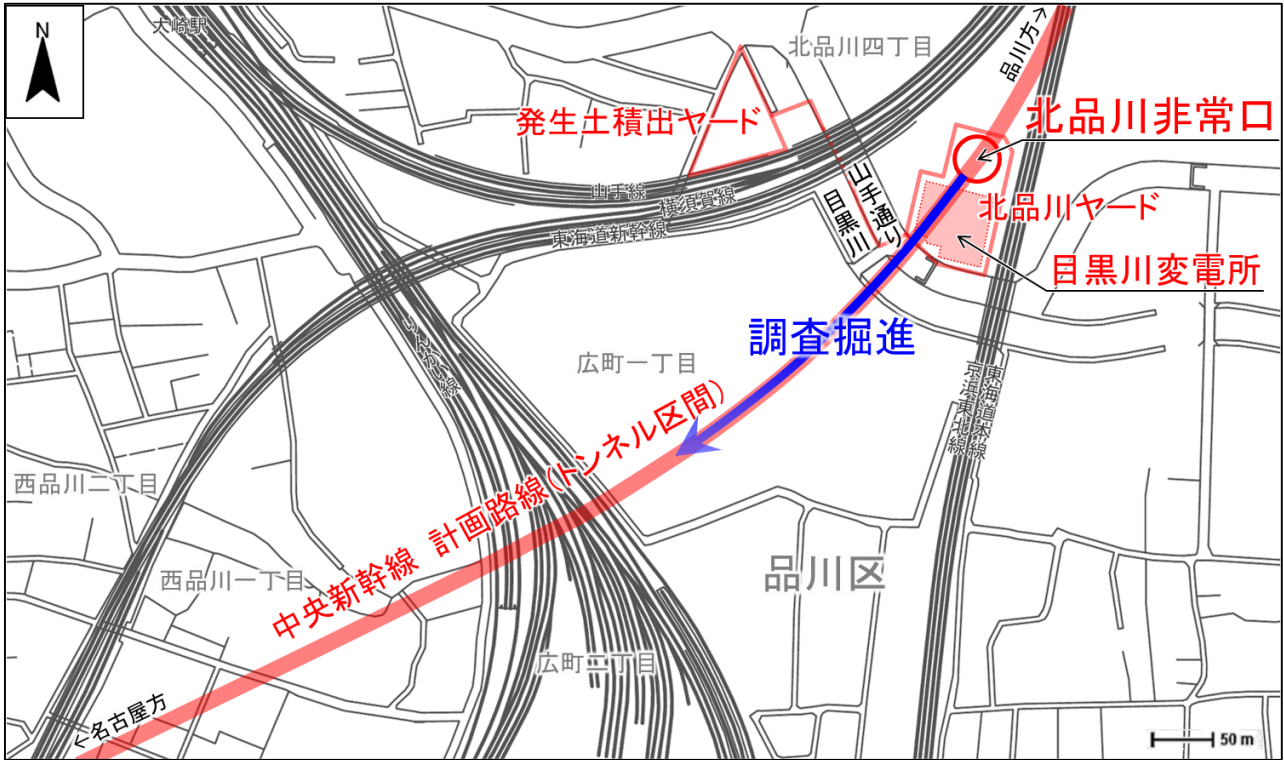 N
大崎駅
北品川四丁目
品川方→
発生土積出ヤード
北品川非常口
山手線
横須賀線
東海道新幹線
山手通り
目黒川
北品川ヤード
目黒川変電所
調査掘進
りんかい線
広町一丁目
東海道本線
京浜東北線
中央新幹線 計画路線(トンネル区間)
西品川二丁目
西品川一丁目
品川区
広町二丁目
←名古屋方
50 m